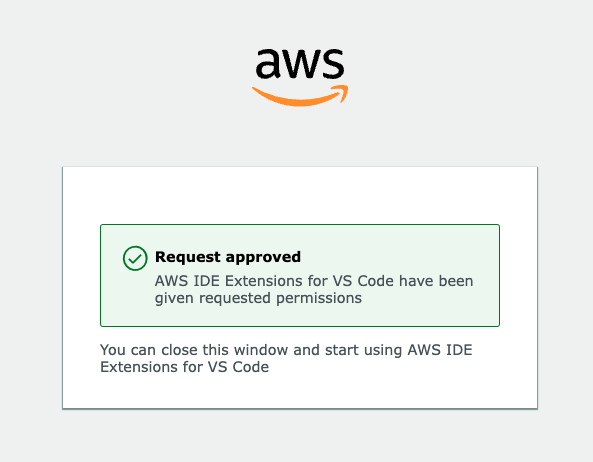 aws
Request approved
AWS IDE Extensions for VS Code have been
given requested permissions
You can close this window and start using AWS IDE
Extensions for VS Code